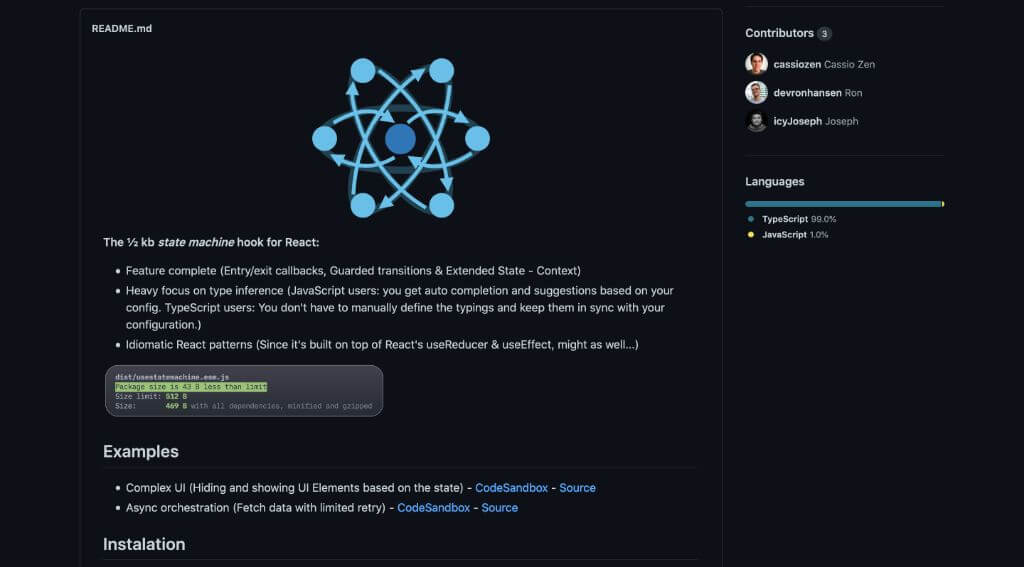 README.md
The ½ kb state machine hook for React:
• Feature complete (Entry/exit callbacks, Guarded transitions & Extended State - Context)
• Heavy focus on type inference (JavaScript users: you get auto completion and suggestions based on your
config. TypeScript users: You don't have to manually define the typings and keep them in sync with your
configuration.)
• Idiomatic React patterns (Since it's built on top of React's useReducer & useEffect, might as well...)
dist/usestatemachine.esm.js
Package size is 43 B less than limit
Size limit: 512 B
Size: 469 B with all dependencies, minified and gzipped
Examples
• Complex UI (Hiding and showing UI Elements based on the state) - CodeSandbox - Source
• Async orchestration (Fetch data with limited retry) - CodeSandbox - Source
Instalation
Contributors 3
cassiozen Cassio Zen
devronhansen Ron
icyJoseph Joseph
Languages
TypeScript 99.0%
JavaScript 1.0%